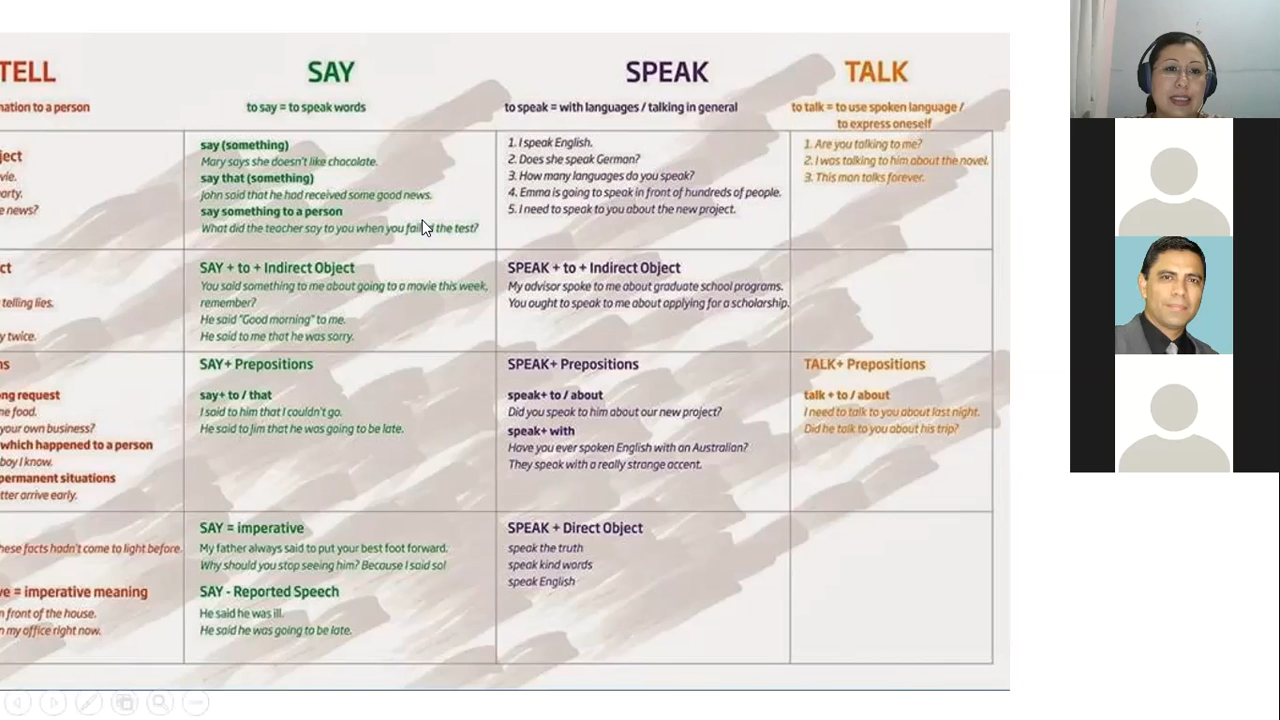 TELL
nation to a person
ject
vie.
arty.
e news?
ct
telling lies.
y twice.
ns
ong request
ne food.
your own business?
which happened to a person
boy I know.
permanent situations
tter arrive early.
hese facts hadn't come to light before.
ve = imperative meaning
n front of the house.
n my office right now.
SAY
to say = to speak words
say (something)
Mary says she doesn't like chocolate.
say that (something)
John said that he had received some good news.
say something to a person
What did the teacher say to you when you the test?
SAY + to + Indirect Object
You said something to me about going to a movie this week,
remember?
He said "Good morning" to me.
He said to me that he was sorry.
SAY+ Prepositions
say+ to / that
I said to him that I couldn't go.
He said to Jim that he was going to be late.
SAY = imperative
My father always said to put your best foot forward.
Why should you stop seeing him? Because I said so!
SAY - Reported Speech
He said he was ill.
He said he was going to be late.
SPEAK
to speak = with languages / talking in general
1. I speak English.
2. Does she speak German?
3. How many languages do you speak?
4. Emma is going to speak in front of hundreds of people.
5. I need to speak to you about the new project.
SPEAK + to + Indirect Object
My advisor spoke to me about graduate school programs.
You ought to speak to me about applying for a scholarship.
SPEAK+ Prepositions
speak+ to / about
Did you speak to him about our new project?
speak+ with
Have you ever spoken English with an Australian?
They speak with a really strange accent.
SPEAK + Direct Object
speak the truth
speak kind words
speak English
TALK
to talk = to use spoken language /
to express oneself
1. Are you talking to me?
2. I was talking to him about the novel.
3. This man talks forever.
TALK+ Prepositions
talk + to / about
I need to talk to you about last night.
Did he talk to you about his trip?